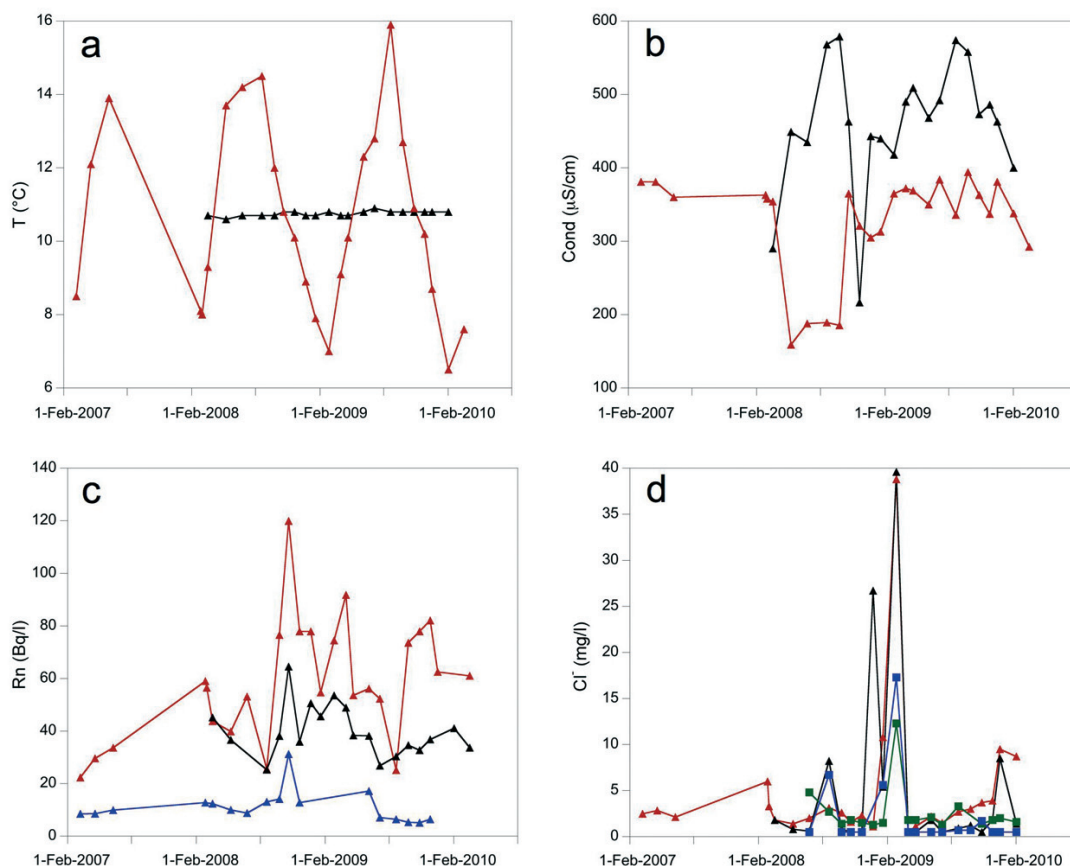 a
16
14
12
10
8
6
T (°C)
1-Feb-2007 1-Feb-2008 1-Feb-2009 1-Feb-2010
b
600
500
400
300
200
100
Cond (µS/cm)
1-Feb-2007 1-Feb-2008 1-Feb-2009 1-Feb-2010
c
140
120
100
80
60
40
20
0
Rn (Bq/l)
1-Feb-2007 1-Feb-2008 1-Feb-2009 1-Feb-2010
d
40
35
30
25
20
15
10
5
0
Cl⁻ (mg/l)
1-Feb-2007 1-Feb-2008 1-Feb-2009 1-Feb-2010